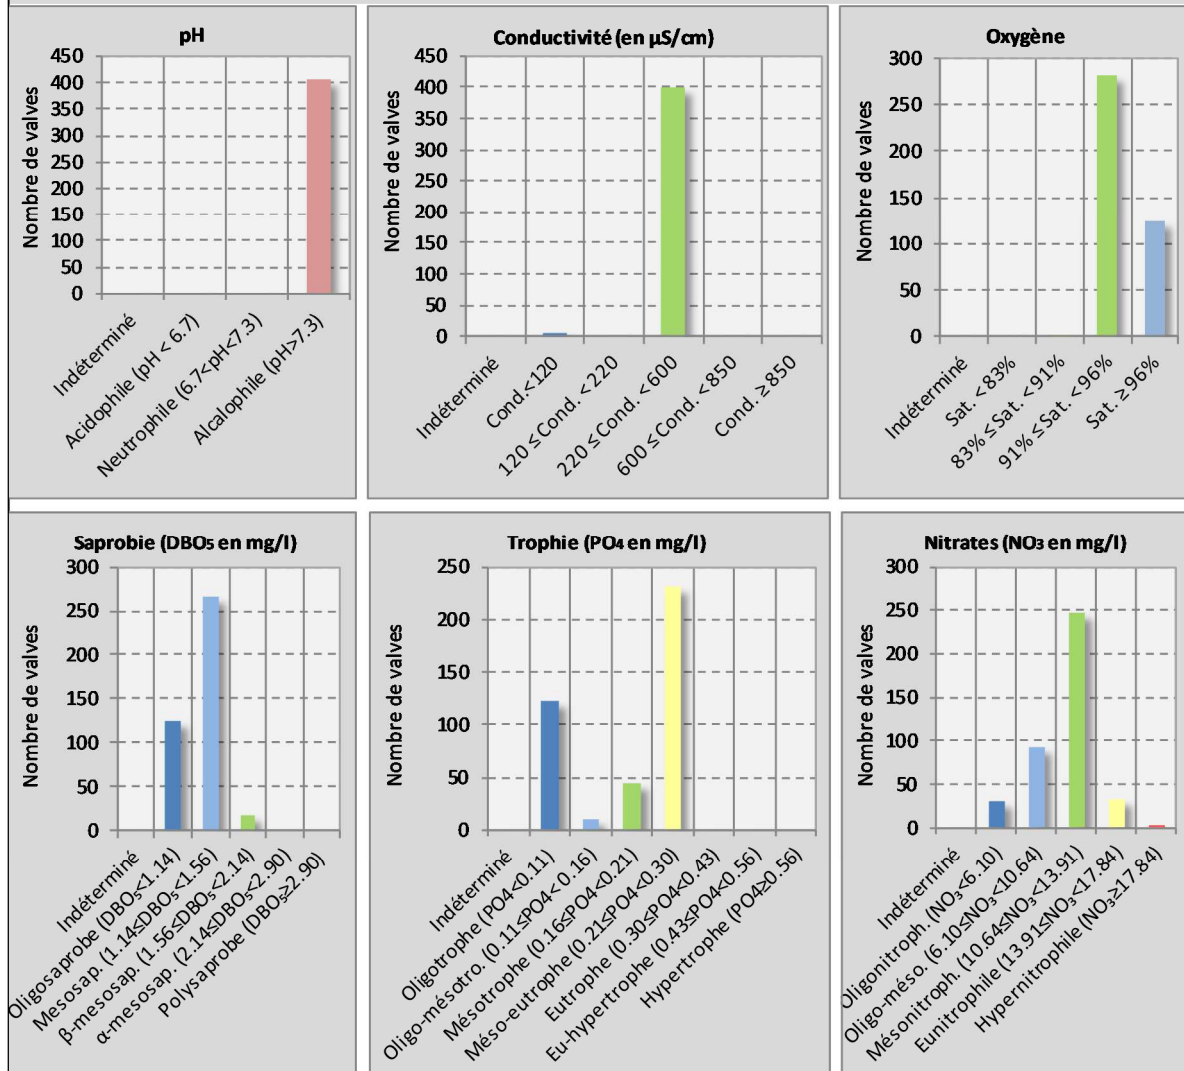 pH
Nombre de valves
450
400
350
300
250
200
150
100
50
0
Indéterminé
Acidophile (pH < 6.7)
Neutrophile (6.7<pH<7.3)
Alcalophile (pH>7.3)
Conductivité (en µS/cm)
Nombre de valves
450
400
350
300
250
200
150
100
50
0
Indéterminé
Cond.<120
120 ≤ Cond. < 220
220 ≤ Cond. < 600
600 ≤ Cond. < 850
Cond. ≥ 850
Oxygène
Nombre de valves
300
250
200
150
100
50
0
Indéterminé
Sat. < 83%
83% ≤ Sat. < 91%
91% ≤ Sat. < 96%
Sat. ≥ 96%
Saprobie (DBO₅ en mg/l)
Nombre de valves
300
250
200
150
100
50
0
Indéterminé
Oligosaprobe (DBO₅<1.14)
Mesosap. (1.14≤DBO₅<1.56)
β-mesosap. (1.56≤DBO₅<2.14)
α-mesosap. (2.14≤DBO₅<2.90)
Polysaprobe (DBO₅≥2.90)
Trophie (PO₄ en mg/l)
Nombre de valves
250
200
150
100
50
0
Indéterminé
Oligotrophe (PO4<0.11)
Oligo-mésotro. (0.11≤PO4< 0.16)
Mésotrophe (0.16≤PO4<0.21)
Méso-eutrophe (0.21≤PO4<0.30)
Eutrophe (0.30≤PO4<0.43)
Eu-hypertrophe (0.43≤PO4<0.56)
Hypertrophe (PO4≥0.56)
Nitrates (NO₃ en mg/l)
Nombre de valves
300
250
200
150
100
50
0
Indéterminé
Oligonitroph. (NO₃<6.10)
Oligo-méso. (6.10≤NO₃<10.64)
Mésonitroph. (10.64≤NO₃<13.91)
Eunitrophile (13.91≤NO₃<17.84)
Hypernitrophile (NO₃≥17.84)